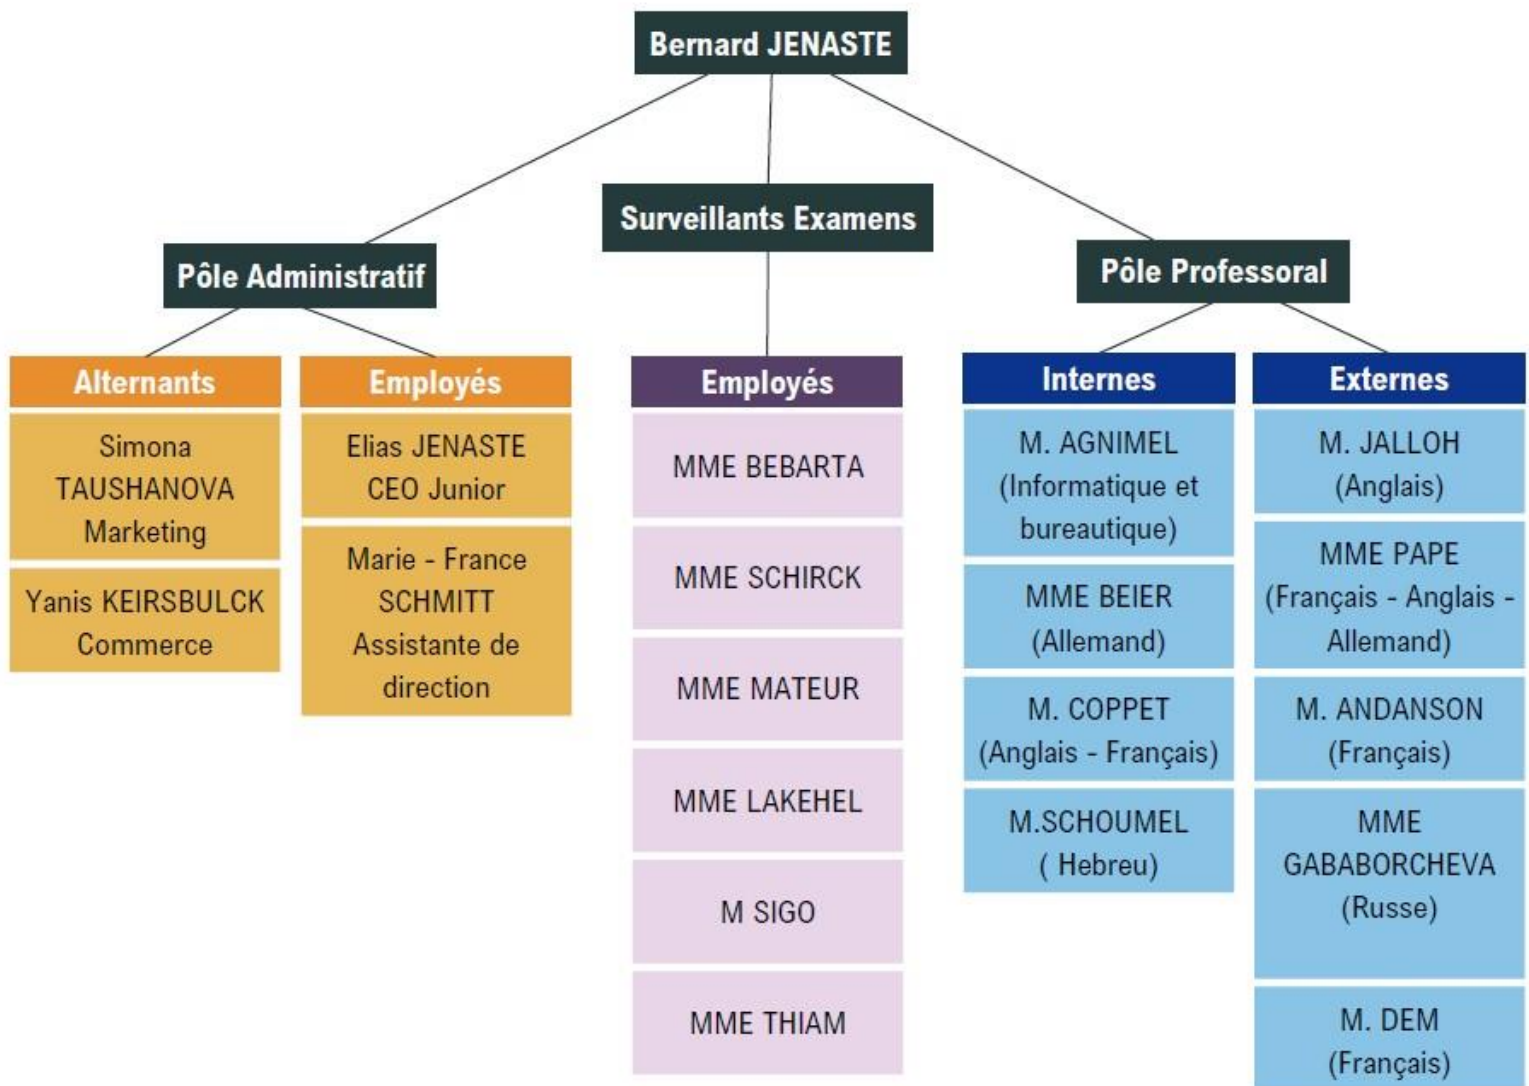 Bernard JENASTE
Surveillants Examens
Pôle Administratif
Pôle Professoral
Alternants
Simona
TAUSHANOVA
Marketing
Yanis KEIRSBULCK
Commerce
Employés
Elias JENASTE
CEO Junior
Marie - France
SCHMITT
Assistante de
direction
Employés
MME BEBARTA
MME SCHIRCK
MME MATEUR
MME LAKEHEL
M SIGO
MME THIAM
Internes
M. AGNIMEL
(Informatique et
bureautique)
MME BEIER
(Allemand)
M. COPPET
(Anglais - Français)
M.SCHOUMEL
( Hebreu)
Externes
M. JALLOH
(Anglais)
MME PAPE
(Français - Anglais -
Allemand)
M. ANDANSON
(Français)
MME
GABABORCHEVA
(Russe)
M. DEM
(Français)